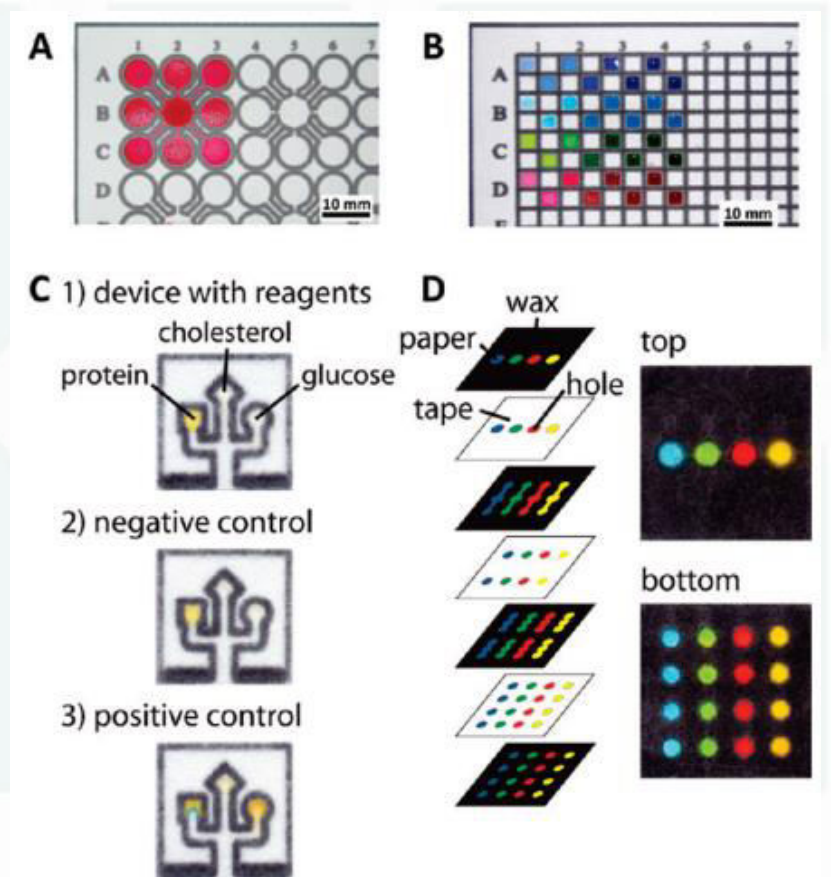 A
1 2 3 4 5 6 7
A
B
C
D
10 mm
B
1 2 3 4 5 6 7
A
B
C
D
10 mm
C 1) device with reagents
cholesterol
protein
glucose
2) negative control
3) positive control
D
wax
paper
hole
tape
top
bottom